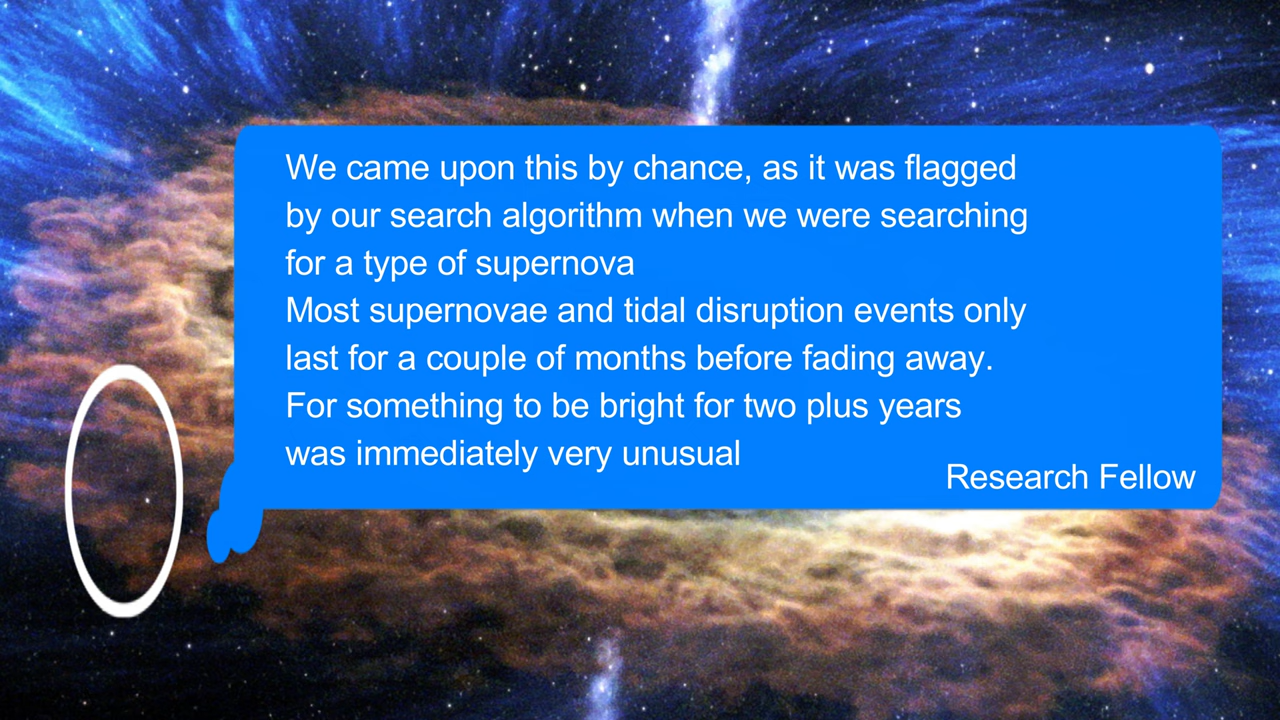 We came upon this by chance, as it was flagged
by our search algorithm when we were searching
for a type of supernova
Most supernovae and tidal disruption events only
last for a couple of months before fading away.
For something to be bright for two plus years
was immediately very unusual
Research Fellow